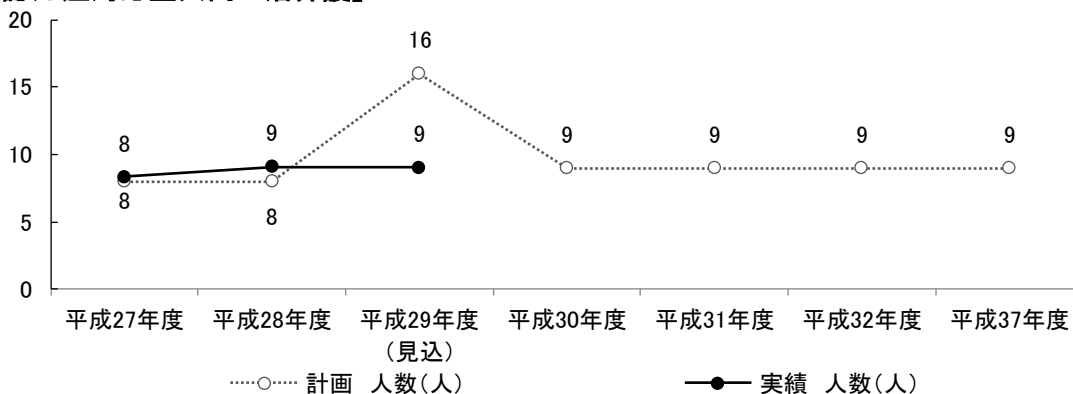 20
15
10
5
0
16
8
9
9
9
9
9
9
8
8
平成27年度
平成28年度
平成29年度
(見込)
平成30年度
平成31年度
平成32年度
平成37年度
計画 人数(人)
実績 人数(人)